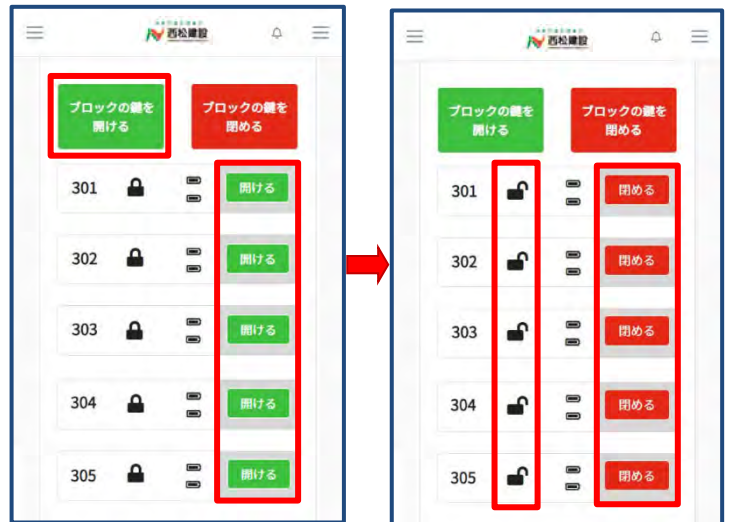 西松建設
ブロックの鍵を
開ける
ブロックの鍵を
閉める
301 開ける
302 開ける
303 開ける
304 開ける
305 開ける
西松建設
ブロックの鍵を
開ける
ブロックの鍵を
閉める
301 閉める
302 閉める
303 閉める
304 閉める
305 閉める